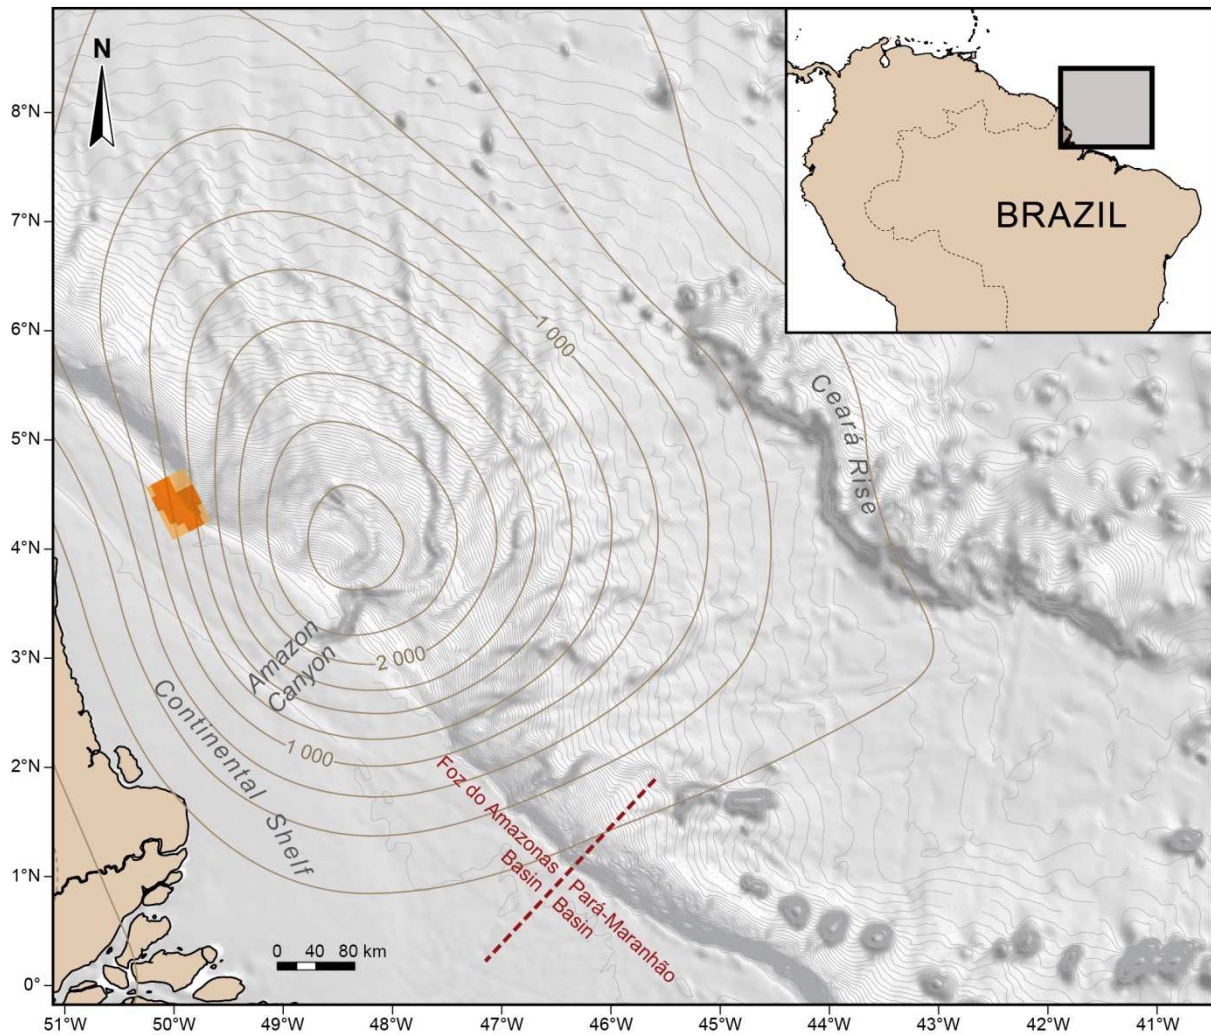 N
8°N
7°N
6°N
5°N
4°N
3°N
2°N
1°N
0°
BRAZIL
1 000
Ceará Rise
Amazon
Canyon
2 000
1 000
Continental Shelf
Foz do Amazonas
Basin
Pará-Maranhão
Basin
0 40 80 km
51°W 50°W 49°W 48°W 47°W 46°W 45°W 44°W 43°W 42°W 41°W